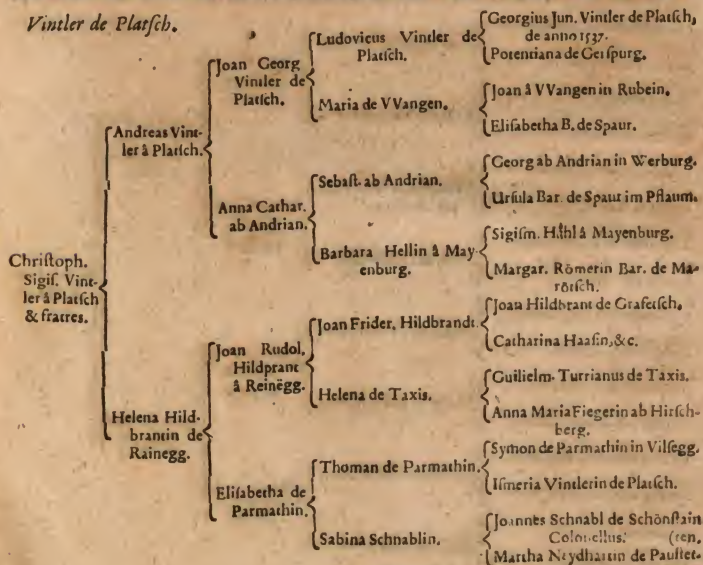 Vintler de Platſch.
Chriſtoph.
Sigiſ. Vint-
ler â Platſch
& fratres.
Andreas Vint-
ler â Platſch.
Helena Hild-
brantin de
Rainegg.
Joan Georg
Vintler de
Platſch.
Anna Cathar.
ab Andrian.
Joan Rudol.
Hildprant
â Reinëgg.
Eliſabetha de
Parmathin.
Ludovicus Vintler de
Platſch.
Maria de VVangen.
Sebaſt. ab Andrian.
Barbara Hellin â May-
enburg.
Joan Frider. Hildbrandt.
Helena de Taxis.
Thoman de Parmathin.
Sabina Schnablin.
Georgius Jun. Vintler de Platſch,
de anno 1537.
Potentiana de Gerſpurg.
Joan â VVangen in Rubein.
Eliſabetha B. de Spaur.
Georg ab Andrian in Werburg.
Urſula Bar. de Spaur im Pflaum.
Sigiſm. Hähl â Mayenburg.
Margar. Römerin Bar. de Ma-
rötſch.
Joan Hildbrant de Grafetſch.
Catharina Haaſin, &c.
Guilielm. Turrianus de Taxis.
Anna Maria Fiegerin ab Hirſch-
berg.
Symon de Parmathin in Vilſegg.
Iſmeria Vintlerin de Platſch.
Joannes Schnabl de Schönſtain
Colonellus. (ten.
Martha Neydhartin de Pauſtet-